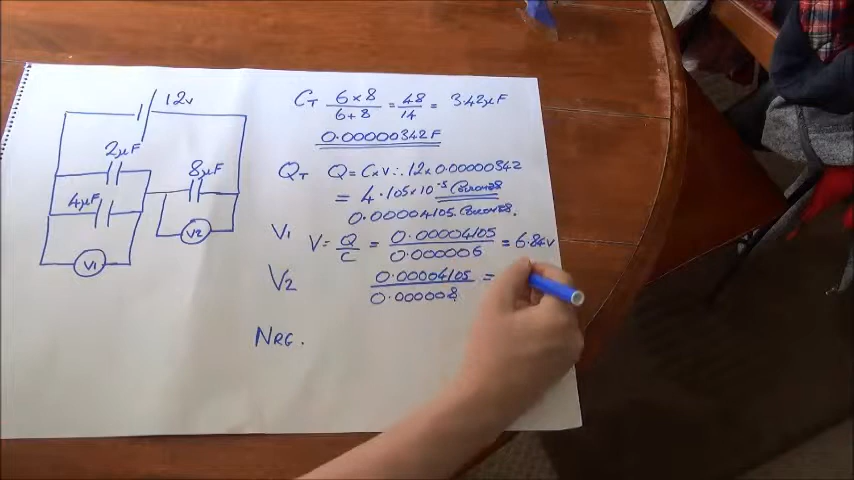 12v
2µF
8µF
4µF
V1
V2
CT 6×8/6+8 = 48/14 = 3.42µF
0.00000342F
QT Q=C×V ∴ 12×0.00000342
= 4.105×10⁻⁵ Coulombs
0.00004105 Coulombs.
V1 V = Q/C = 0.00004105/0.000006 = 6.84v
V2 0.00004105/0.000008 =
NRG.